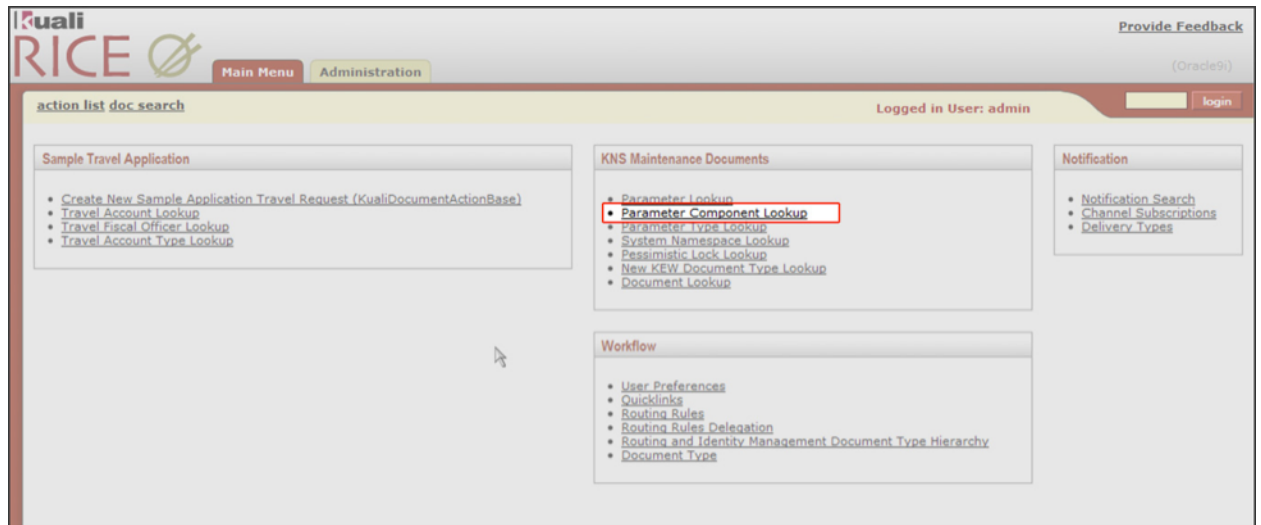 Kuali
RICE
Provide Feedback
Main Menu
Administration
(Oracle9i)
action list doc search
Logged in User: admin
login
Sample Travel Application
Create New Sample Application Travel Request (KualiDocumentActionBase)
Travel Account Lookup
Travel Fiscal Officer Lookup
Travel Account Type Lookup
KNS Maintenance Documents
Parameter Lookup
Parameter Component Lookup
Parameter Type Lookup
System Namespace Lookup
Pessimistic Lock Lookup
New KEW Document Type Lookup
Document Lookup
Notification
Notification Search
Channel Subscriptions
Delivery Types
Workflow
User Preferences
Quicklinks
Routing Rules
Routing Rules Delegation
Routing and Identity Management Document Type Hierarchy
Document Type